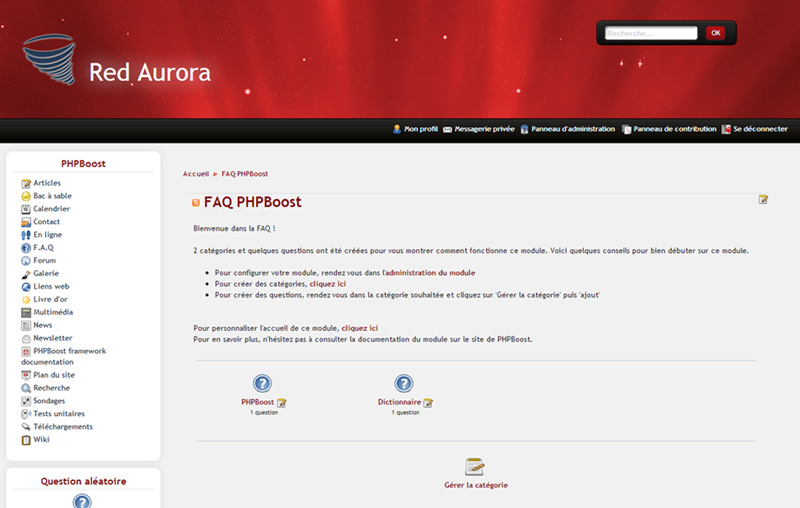 Recherche...
OK
Red Aurora
Mon profil Messagerie privée Panneau d'administration Panneau de contribution Se déconnecter
PHPBoost
Articles
Bac à sable
Calendrier
Contact
En ligne
F.A.Q
Forum
Galerie
Liens web
Livre d'or
Multimédia
News
Newsletter
PHPBoost framework
documentation
Plan du site
Recherche
Sondages
Tests unitaires
Téléchargements
Wiki
Question aléatoire
Accueil FAQ PHPBoost
FAQ PHPBoost
Bienvenue dans la FAQ !
2 catégories et quelques questions ont été créées pour vous montrer comment fonctionne ce module. Voici quelques conseils pour bien débuter sur ce module.
Pour configurer votre module, rendez vous dans l'administration du module
Pour créer des catégories, cliquez ici
Pour créer des questions, rendez vous dans la catégorie souhaitée et cliquez sur 'Gérer la catégorie' puis 'ajout'
Pour personnaliser l'accueil de ce module, cliquez ici
Pour en savoir plus, n'hésitez pas à consulter la documentation du module sur le site de PHPBoost.
PHPBoost
1 question
Dictionnaire
1 question
Gérer la catégorie